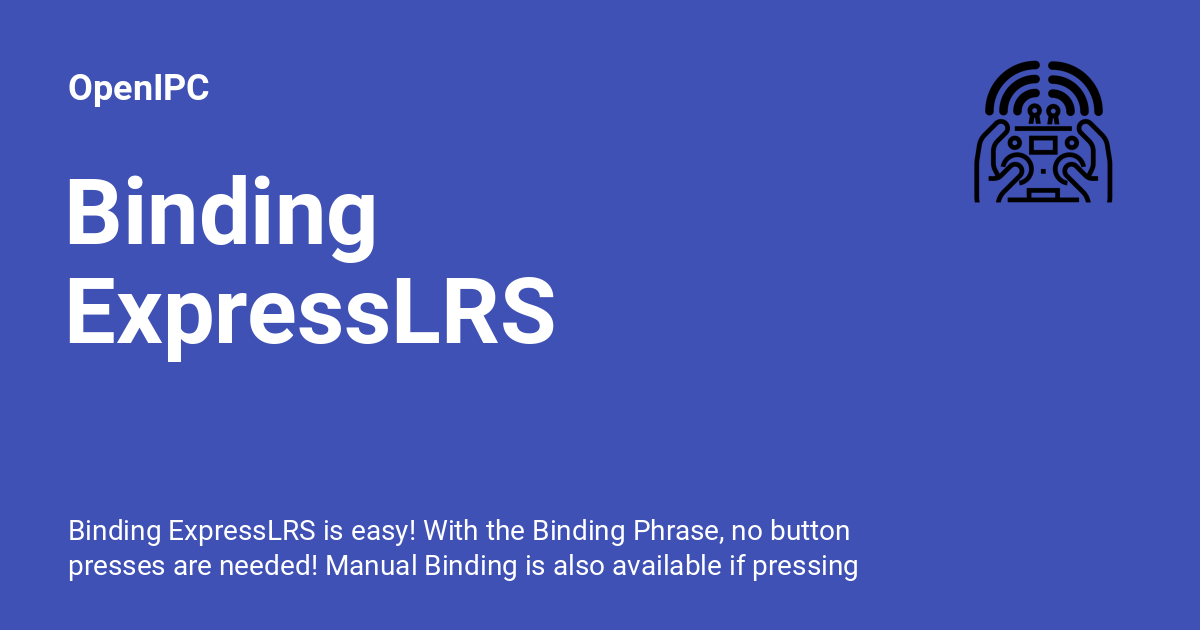 OpenIPC
Binding
ExpressLRS
Binding ExpressLRS is easy! With the Binding Phrase, no button
presses are needed! Manual Binding is also available if pressing